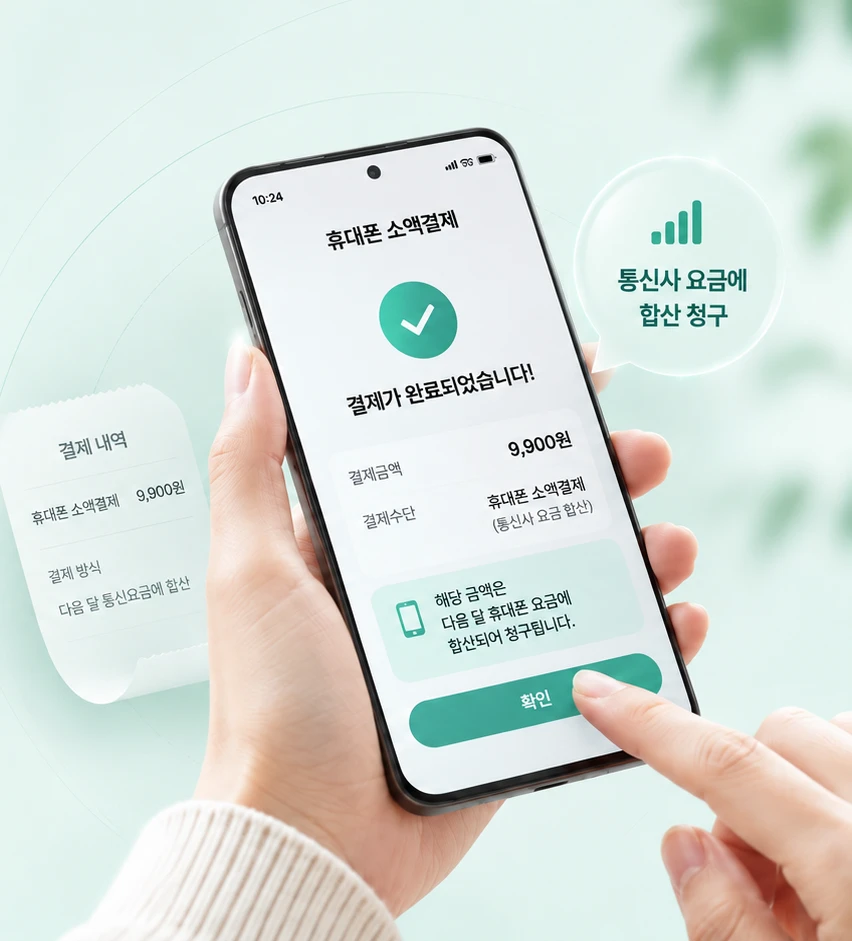 10:24
5G
휴대폰 소액결제
결제가 완료되었습니다!
결제금액 9,900원
결제수단 휴대폰 소액결제
(통신사 요금 합산)
해당 금액은
다음 달 휴대폰 요금에
합산되어 청구됩니다.
확인
통신사 요금에
합산 청구
결제 내역
휴대폰 소액결제 9,900원
결제 방식
다음 달 통신요금에 합산